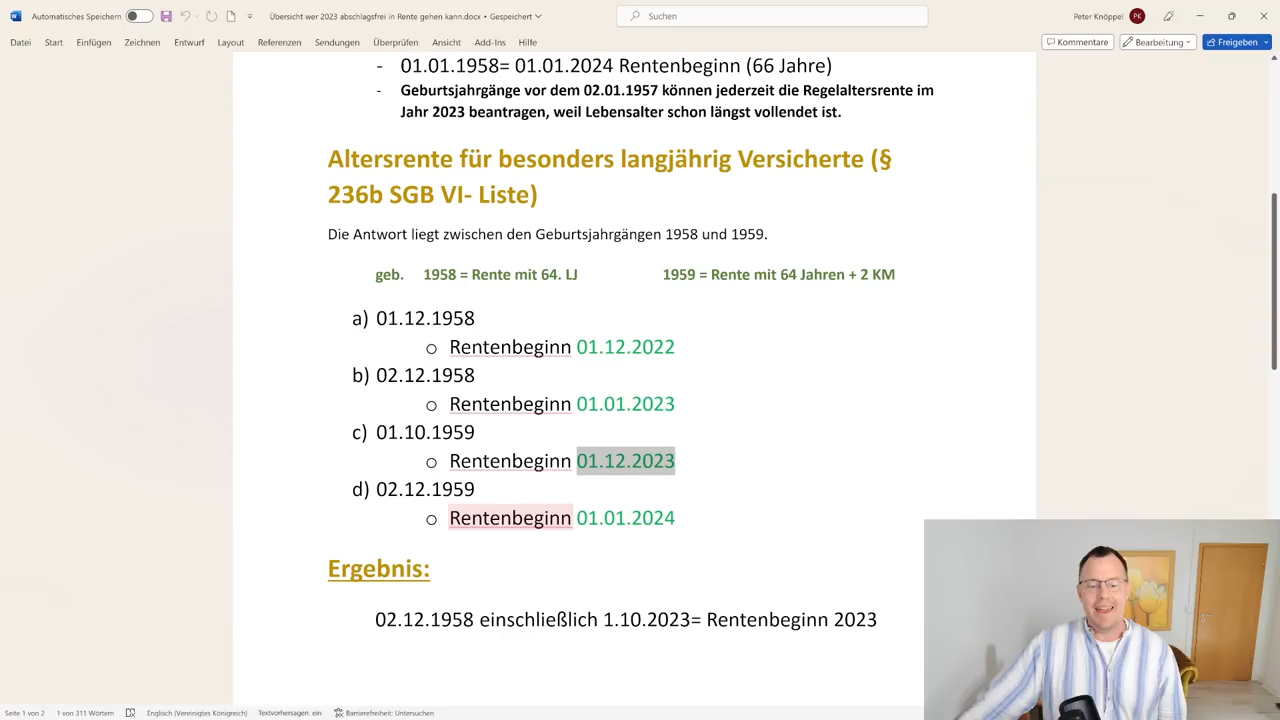 Automatisches Speichern
Übersicht wer 2023 abschlagsfrei in Rente gehen kann.docx • Gespeichert
Suchen
Peter Knöppel
PK
Datei Start Einfügen Zeichnen Entwurf Layout Referenzen Sendungen Überprüfen Ansicht Add-Ins Hilfe
Kommentare
Bearbeitung
Freigeben
- 01.01.1958= 01.01.2024 Rentenbeginn (66 Jahre)
- Geburtsjahrgänge vor dem 02.01.1957 können jederzeit die Regelaltersrente im
Jahr 2023 beantragen, weil Lebensalter schon längst vollendet ist.
Altersrente für besonders langjährig Versicherte (§
236b SGB VI- Liste)
Die Antwort liegt zwischen den Geburtsjahrgängen 1958 und 1959.
geb. 1958 = Rente mit 64. LJ 1959 = Rente mit 64 Jahren + 2 KM
a) 01.12.1958
o Rentenbeginn 01.12.2022
b) 02.12.1958
o Rentenbeginn 01.01.2023
c) 01.10.1959
o Rentenbeginn 01.12.2023
d) 02.12.1959
o Rentenbeginn 01.01.2024
Ergebnis:
02.12.1958 einschließlich 1.10.2023= Rentenbeginn 2023
Seite 1 von 2 1 von 311 Wörtern Englisch (Vereinigtes Königreich) Textvorhersagen. ein Barrierefreiheit: Untersuchen